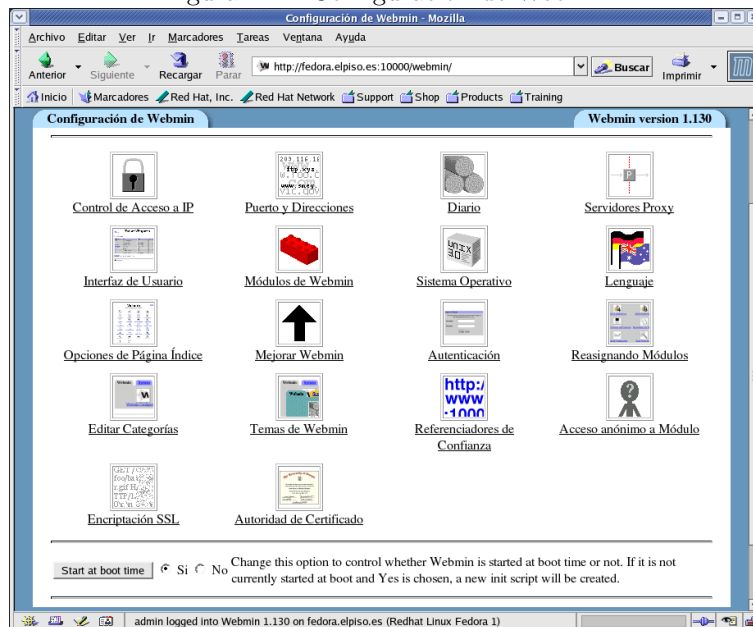 Configuración de Webmin - Mozilla
Archivo Editar Ver Ir Marcadores Tareas Ventana Ayuda
Anterior Siguiente Recargar Parar http://fedora.elpiso.es:10000/webmin/ Buscar Imprimir
Inicio Marcadores Red Hat, Inc. Red Hat Network Support Shop Products Training
Configuración de Webmin Webmin version 1.130
Control de Acceso a IP Puerto y Direcciones Diario Servidores Proxy
Interfaz de Usuario Módulos de Webmin Sistema Operativo Lenguaje
Opciones de Página Índice Mejorar Webmin Autenticación Reasignando Módulos
http:/
www
:1000
Editar Categorías Temas de Webmin Referenciadores de Confianza Acceso anónimo a Módulo
Encriptación SSL Autoridad de Certificado
Start at boot time Si No Change this option to control whether Webmin is started at boot time or not. If it is not
currently started at boot and Yes is chosen, a new init script will be created.
admin logged into Webmin 1.130 on fedora.elpiso.es (Redhat Linux Fedora 1)